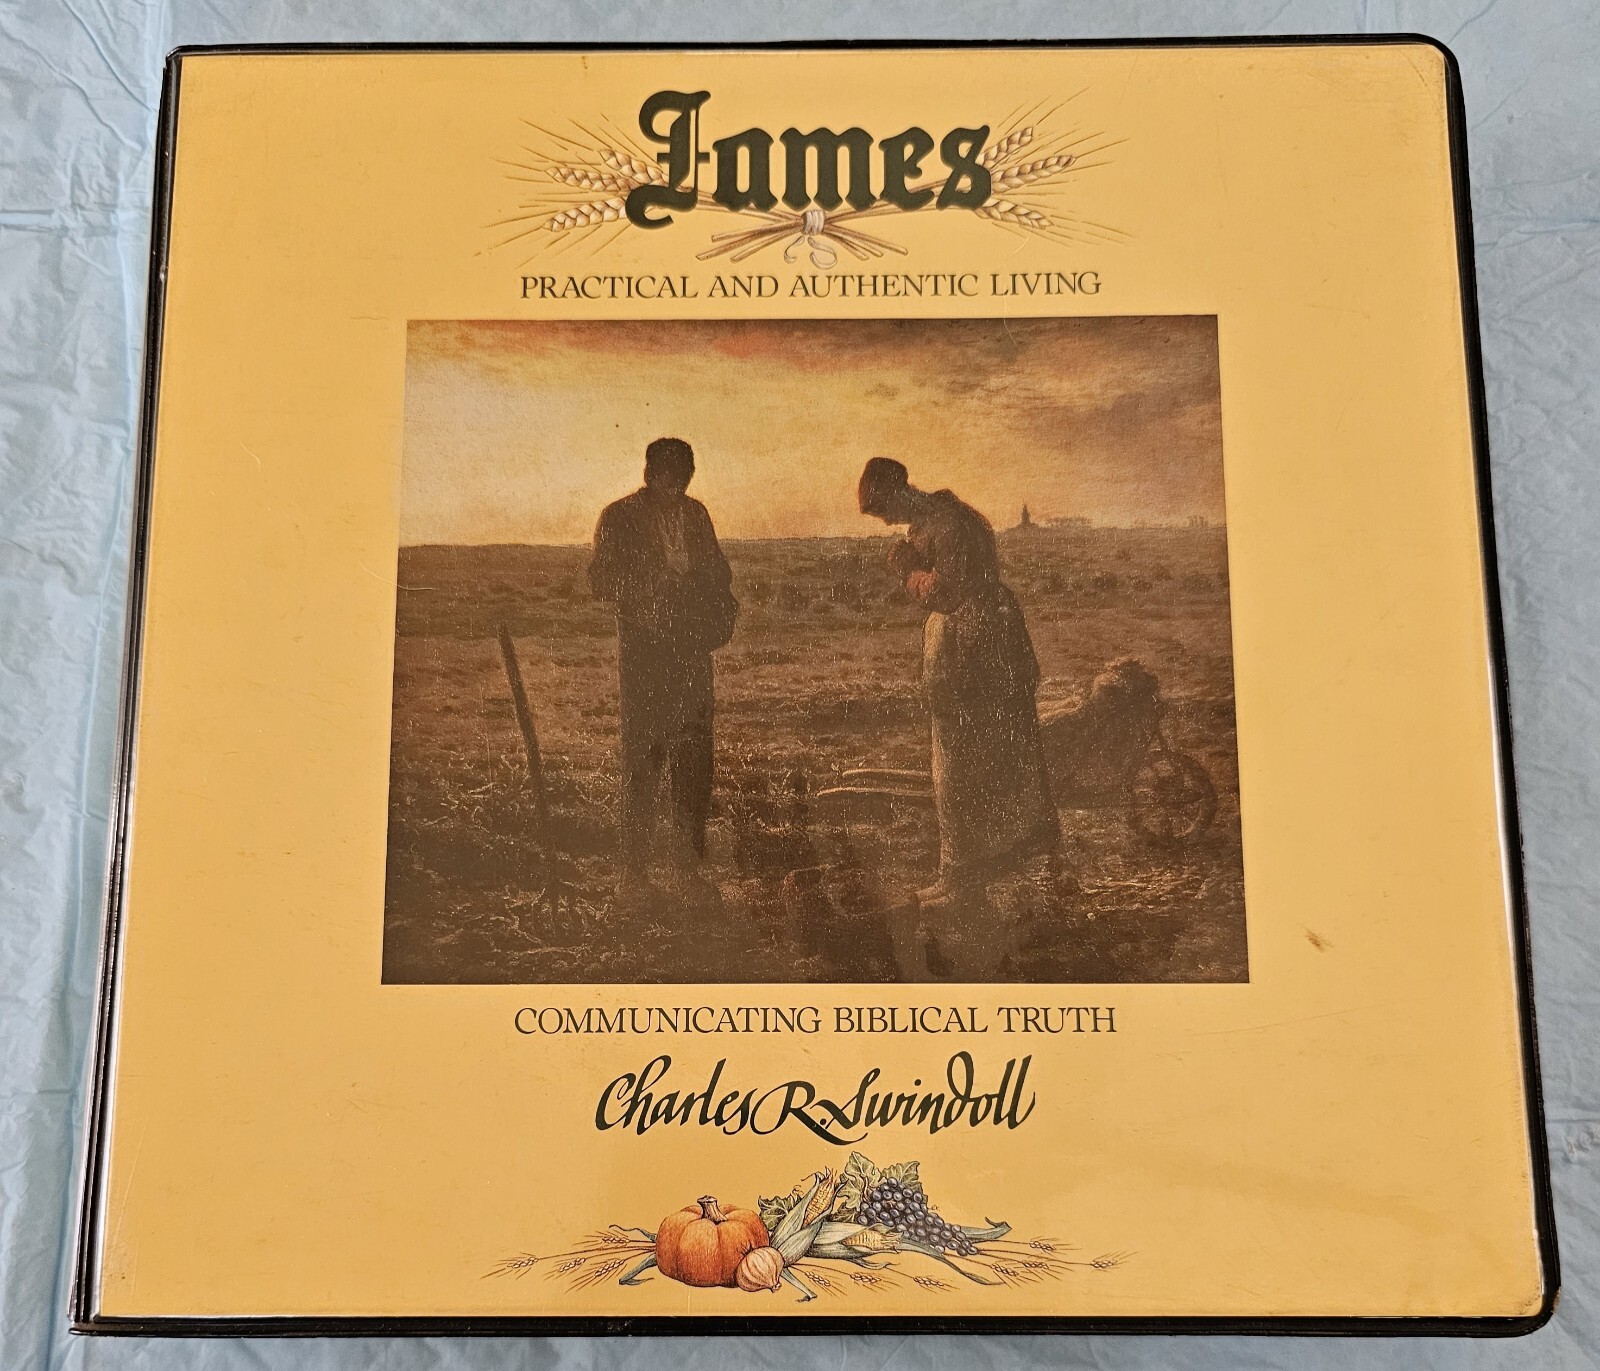 James
PRACTICAL AND AUTHENTIC LIVING
COMMUNICATING BIBLICAL TRUTH
Charles R. Swindoll